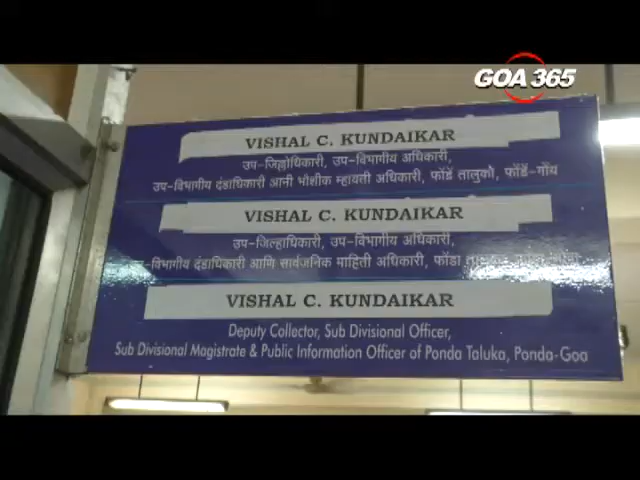 GOA 365
VISHAL C. KUNDAIKAR
उप-जिल्होधिकारी, उप-विभागीय अधिकारी,
उप-विभागीय दंडाधिकारी आनी भौशीक म्हायती अधिकारी, फोंडें तालुको, फोंडें-गोंय
VISHAL C. KUNDAIKAR
उप-जिल्हाधिकारी, उप-विभागीय अधिकारी,
-विभागीय दंडाधिकारी आणि सार्वजनिक माहिती अधिकारी, फोंडा
VISHAL C. KUNDAIKAR
Deputy Collector, Sub Divisional Officer,
Sub Divisional Magistrate & Public Information Officer of Ponda Taluka, Ponda-Goa